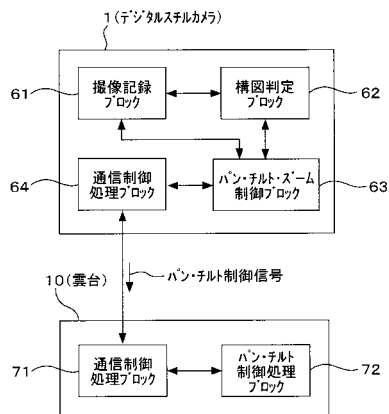 1(デジタルスチルカメラ)
61
撮像記録
ブロック
構図判定
ブロック
62
64
通信制御
処理ブロック
パン・チルト・ズーム
制御ブロック
63
パン・チルト制御信号
10(雲台)
71
通信制御
処理ブロック
パン・チルト
制御処理
ブロック
72